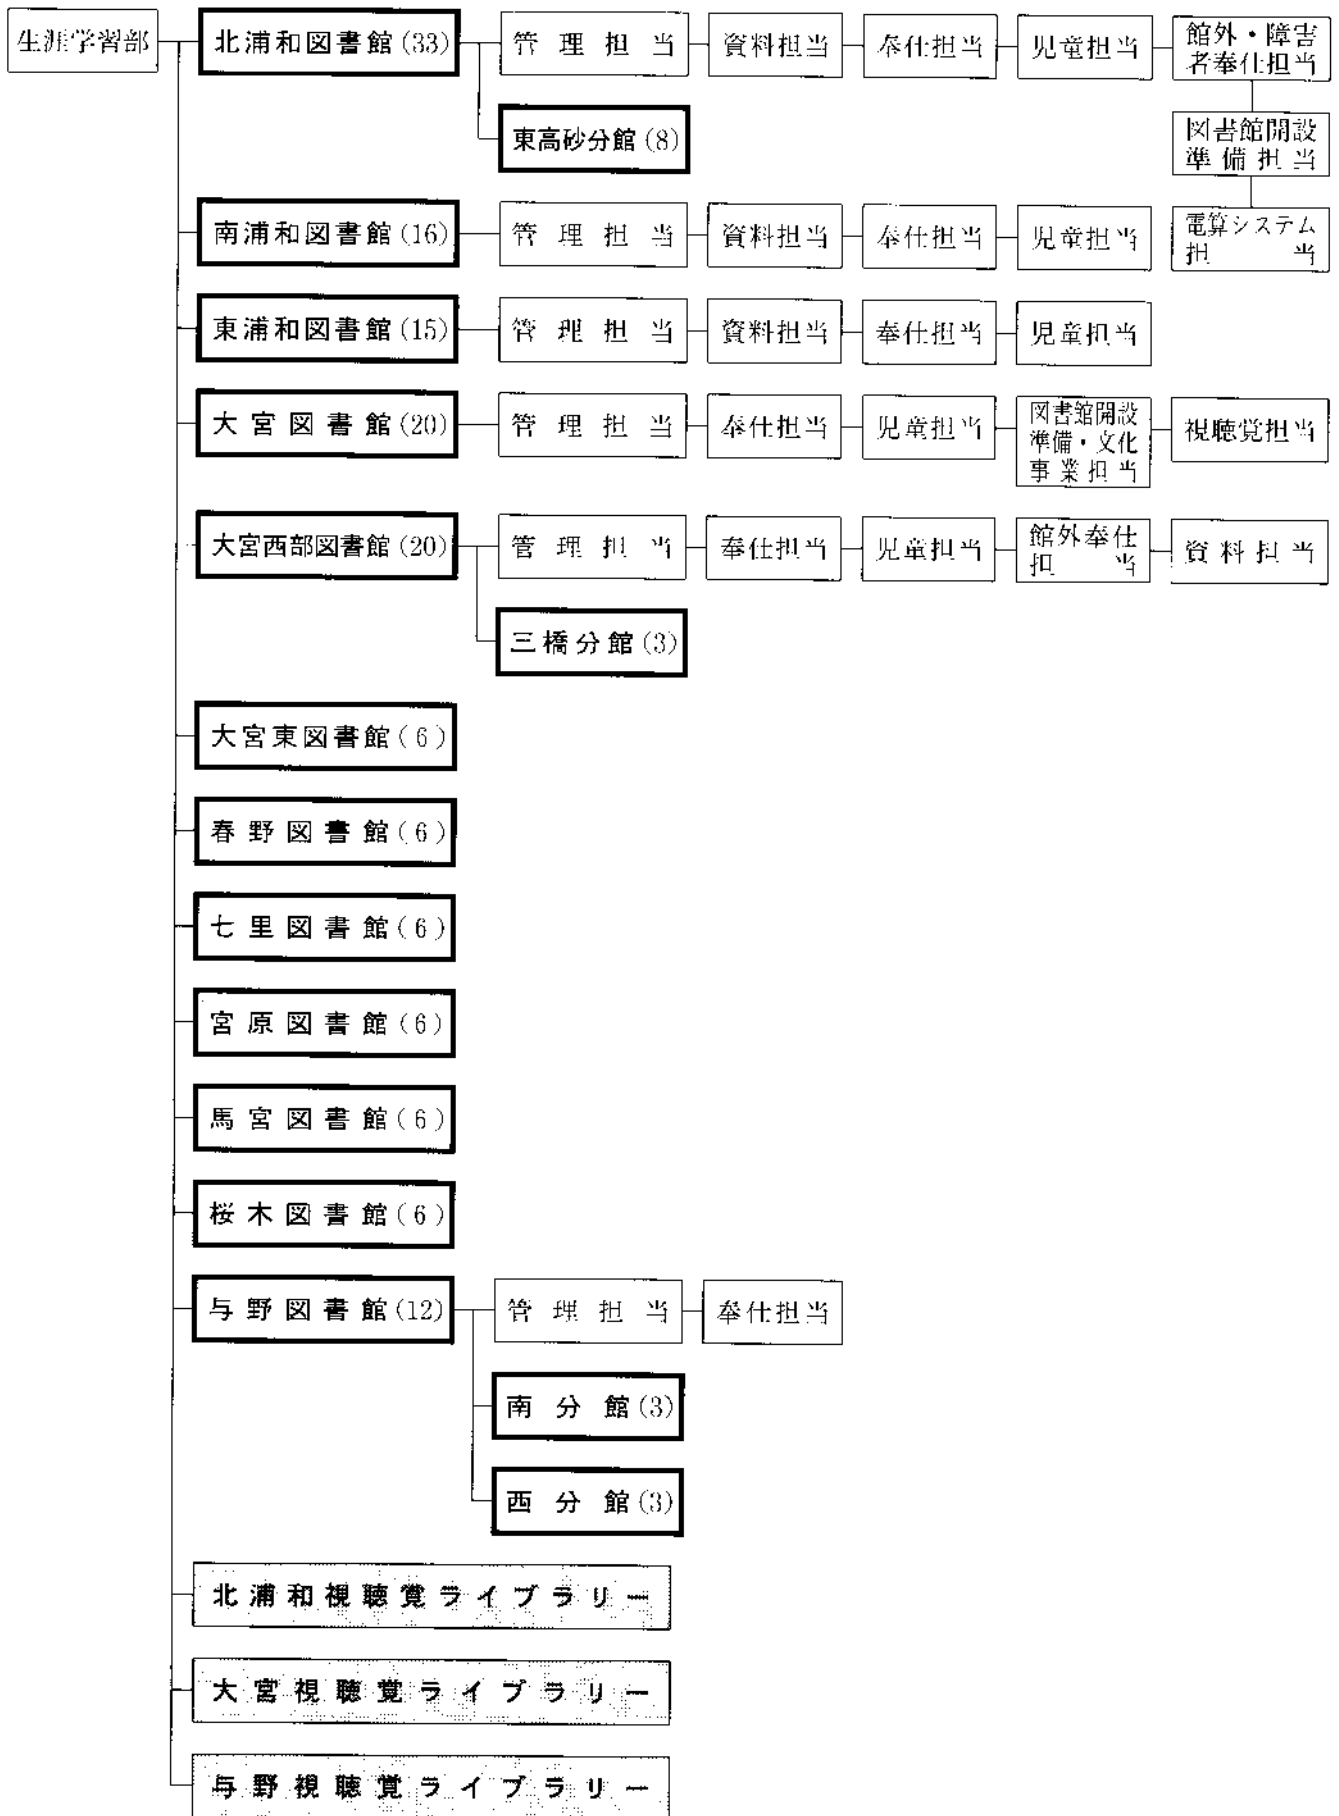 生涯学習部
北浦和図書館(33)
管理担当
資料担当
奉仕担当
児童担当
館外・障害
者奉仕担当
図書館開設
準備担当
電算システム
担当
東高砂分館(8)
南浦和図書館(16)
管理担当
資料担当
奉仕担当
児童担当
東浦和図書館(15)
管理担当
資料担当
奉仕担当
児童担当
大宮図書館(20)
管理担当
奉仕担当
児童担当
図書館開設
準備・文化
事業担当
視聴覚担当
大宮西部図書館(20)
管理担当
奉仕担当
児童担当
館外奉仕
担当
資料担当
三橋分館(3)
大宮東図書館(6)
春野図書館(6)
七里図書館(6)
宮原図書館(6)
馬宮図書館(6)
桜木図書館(6)
与野図書館(12)
管理担当
奉仕担当
南分館(3)
西分館(3)
北浦和視聴覚ライブラリー
大宮視聴覚ライブラリー
与野視聴覚ライブラリー